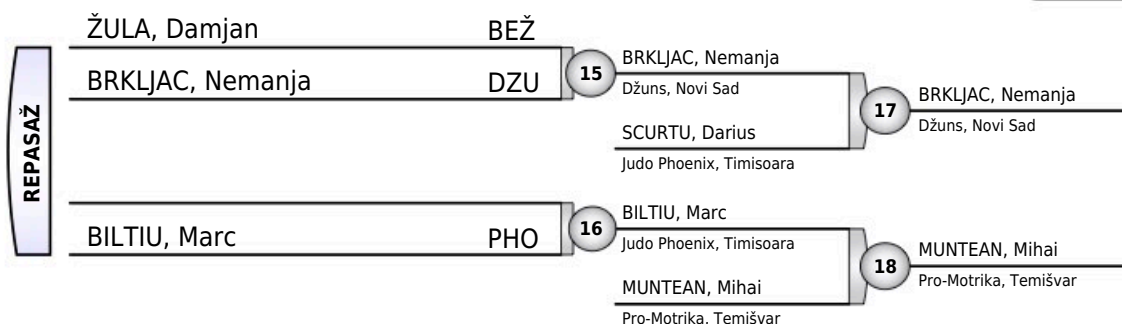 REPASAŽ
ŽULA, Damjan BEŽ
BRKLJAC, Nemanja DZU
15
BRKLJAC, Nemanja
Džuns, Novi Sad
SCURTU, Darius
Judo Phoenix, Timisoara
17
BRKLJAC, Nemanja
Džuns, Novi Sad
BILTIU, Marc PHO
16
BILTIU, Marc
Judo Phoenix, Timisoara
MUNTEAN, Mihai
Pro-Motrika, Temišvar
18
MUNTEAN, Mihai
Pro-Motrika, Temišvar